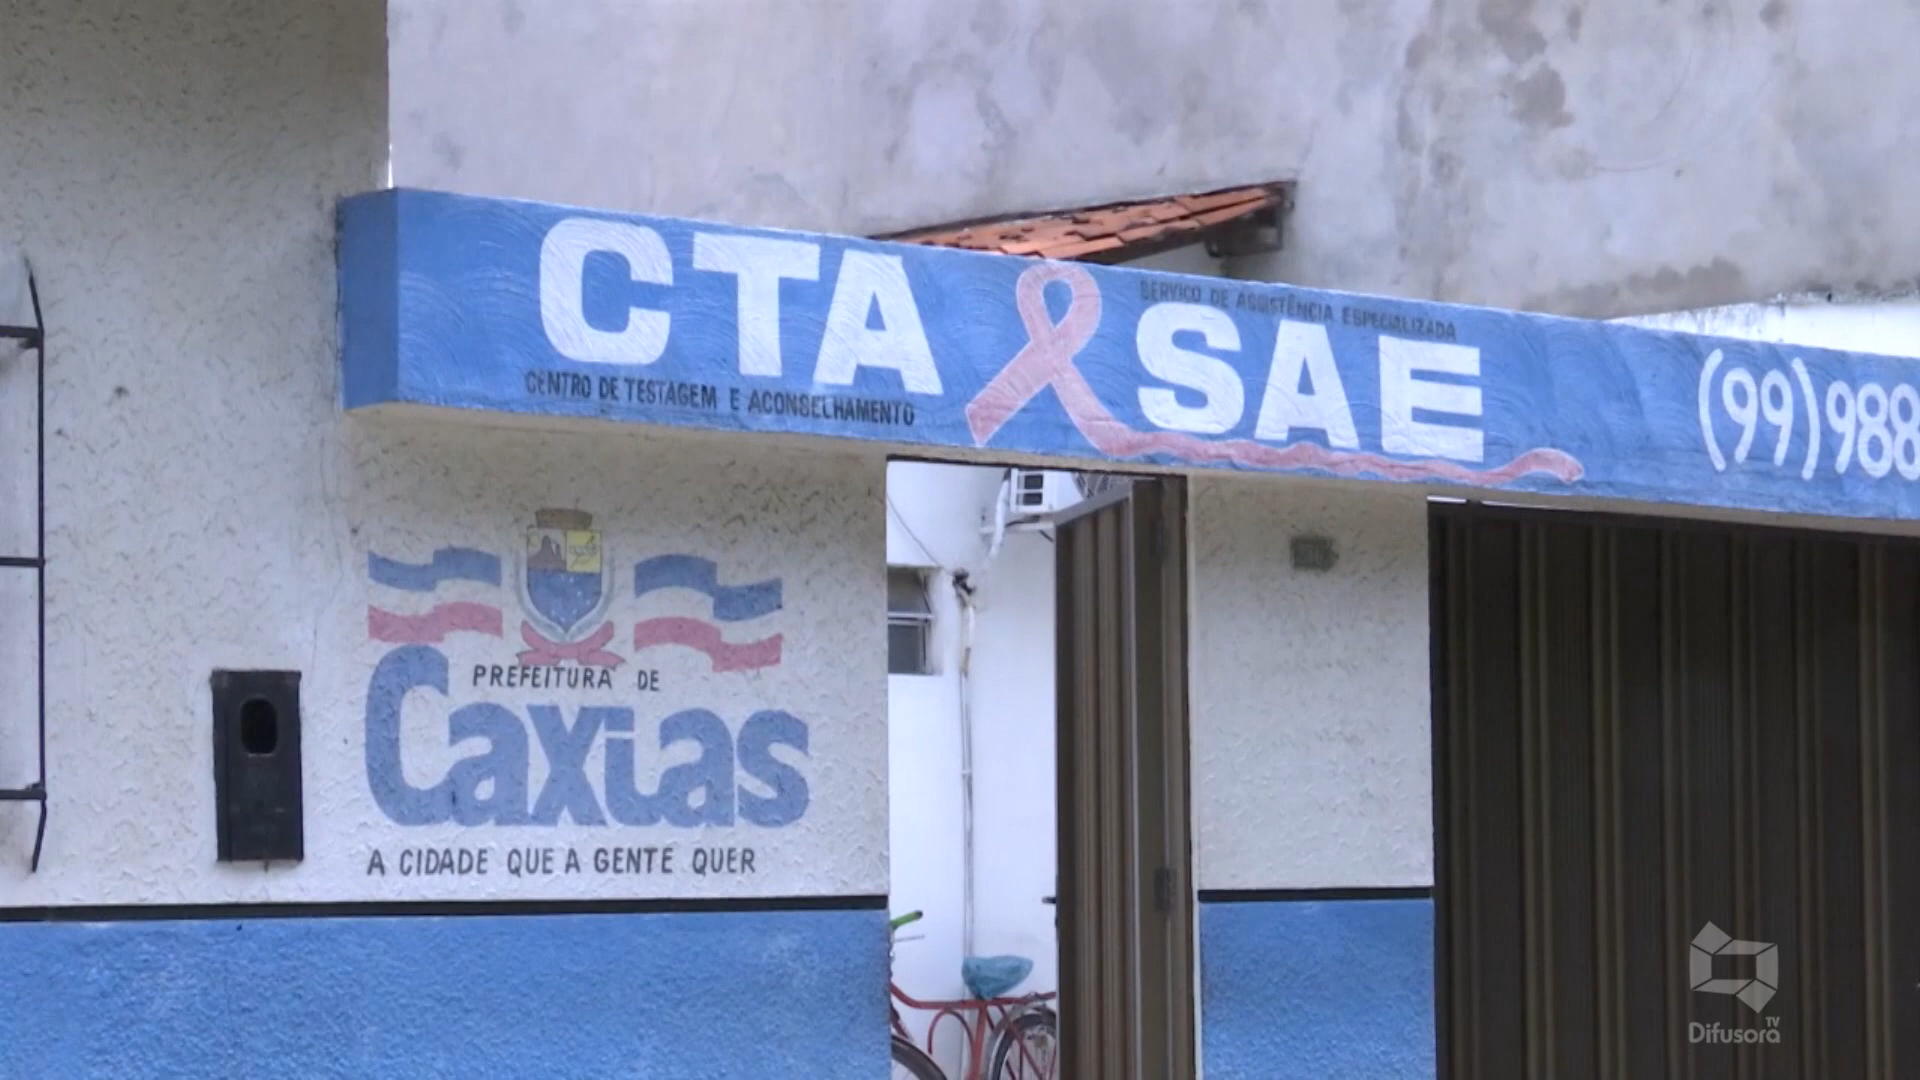 CTA SAE
SERVIÇO DE ASSISTÊNCIA ESPECIALIZADA
CENTRO DE TESTAGEM E ACONSELHAMENTO
(99) 988
PREFEITURA DE
Caxias
A CIDADE QUE A GENTE QUER
Difusora TV